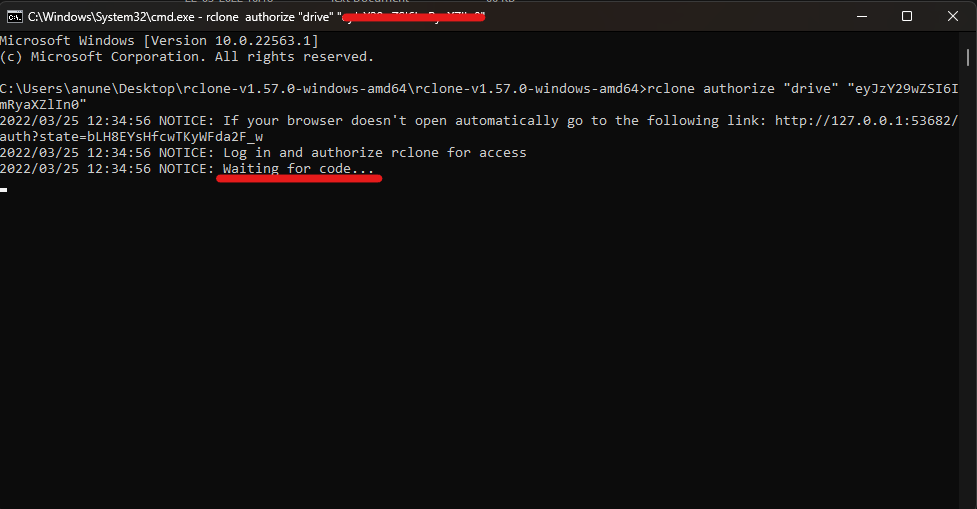 C:\Windows\System32\cmd.exe - rclone authorize "drive"
Microsoft Windows [Version 10.0.22563.1]
(c) Microsoft Corporation. All rights reserved.
C:\Users\anune\Desktop\rclone-v1.57.0-windows-amd64\rclone-v1.57.0-windows-amd64>rclone authorize "drive" "eyJzY29wZSI6I
mRyaXZlIn0"
2022/03/25 12:34:56 NOTICE: If your browser doesn't open automatically go to the following link: http://127.0.0.1:53682/
auth?state=bLH8EYsHfcwTKyWFda2F_w
2022/03/25 12:34:56 NOTICE: Log in and authorize rclone for access
2022/03/25 12:34:56 NOTICE: Waiting for code...